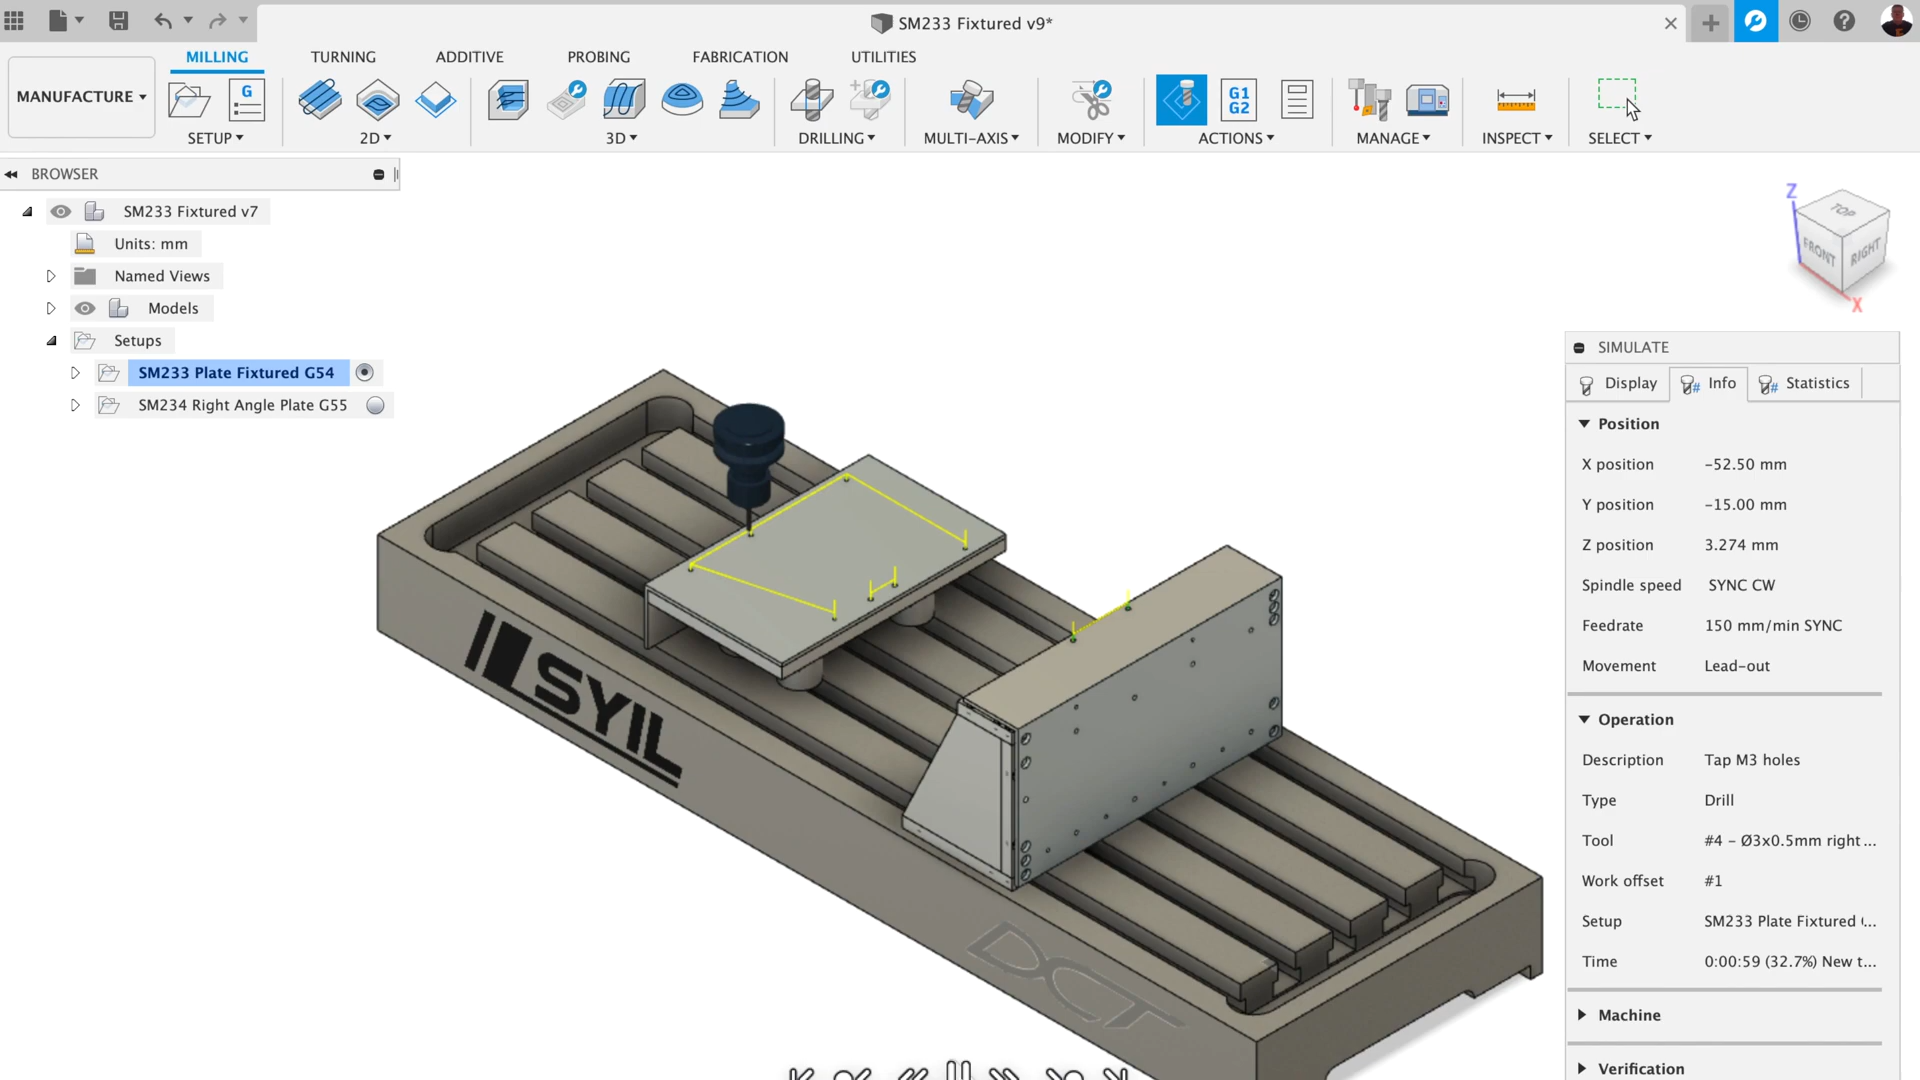 SM233 Fixtured v9*
MILLING TURNING ADDITIVE PROBING FABRICATION UTILITIES
MANUFACTURE
G
G1
G2
SETUP 2D 3D DRILLING MULTI-AXIS MODIFY ACTIONS MANAGE INSPECT SELECT
BROWSER
SM233 Fixtured v7
Units: mm
Named Views
Models
Setups
SM233 Plate Fixtured G54
SM234 Right Angle Plate G55
Z
TOP
FRONT
RIGHT
X
SYIL
DCT
SIMULATE
Display Info Statistics
Position
X position -52.50 mm
Y position -15.00 mm
Z position 3.274 mm
Spindle speed SYNC CW
Feedrate 150 mm/min SYNC
Movement Lead-out
Operation
Description Tap M3 holes
Type Drill
Tool #4 - Ø3x0.5mm right ...
Work offset #1
Setup SM233 Plate Fixtured (...
Time 0:00:59 (32.7%) New t...
Machine
Verification